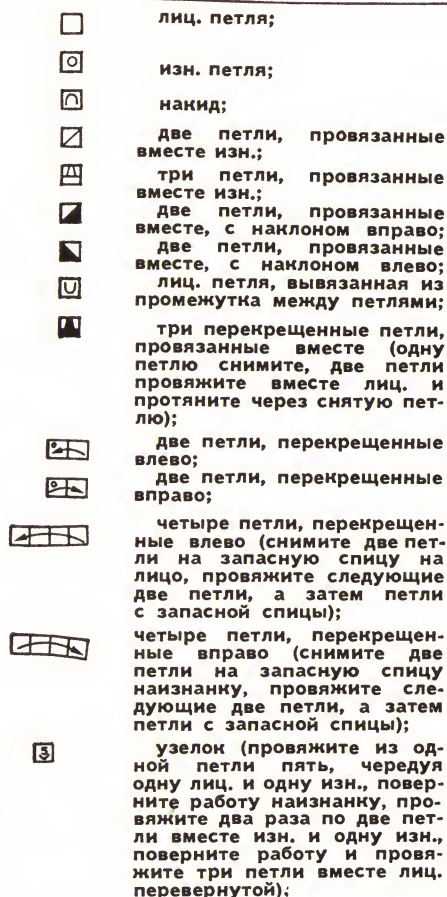 лиц. петля;
изн. петля;
накид;
две петли, провязанные
вместе изн.;
три петли, провязанные
вместе изн.;
две петли, провязанные
вместе, с наклоном вправо;
две петли, провязанные
вместе, с наклоном влево;
лиц. петля, вывязанная из
промежутка между петлями;
три перекрещенные петли,
провязанные вместе (одну
петлю снимите, две петли
провяжите вместе лиц. и
протяните через снятую пет-
лю);
две петли, перекрещенные
влево;
две петли, перекрещенные
вправо;
четыре петли, перекрещен-
ные влево (снимите две пет-
ли на запасную спицу на
лицо, провяжите следующие
две петли, а затем петли
с запасной спицы);
четыре петли, перекрещен-
ные вправо (снимите две
петли на запасную спицу
наизнанку, провяжите сле-
дующие две петли, а затем
петли с запасной спицы);
3 узелок (провяжите из од-
ной петли пять, чередуя
одну лиц. и одну изн., повер-
ните работу наизнанку, про-
вяжите два раза по две пет-
ли вместе изн. и одну изн.,
поверните работу и провя-
жите три петли вместе лиц.
перевернутой);